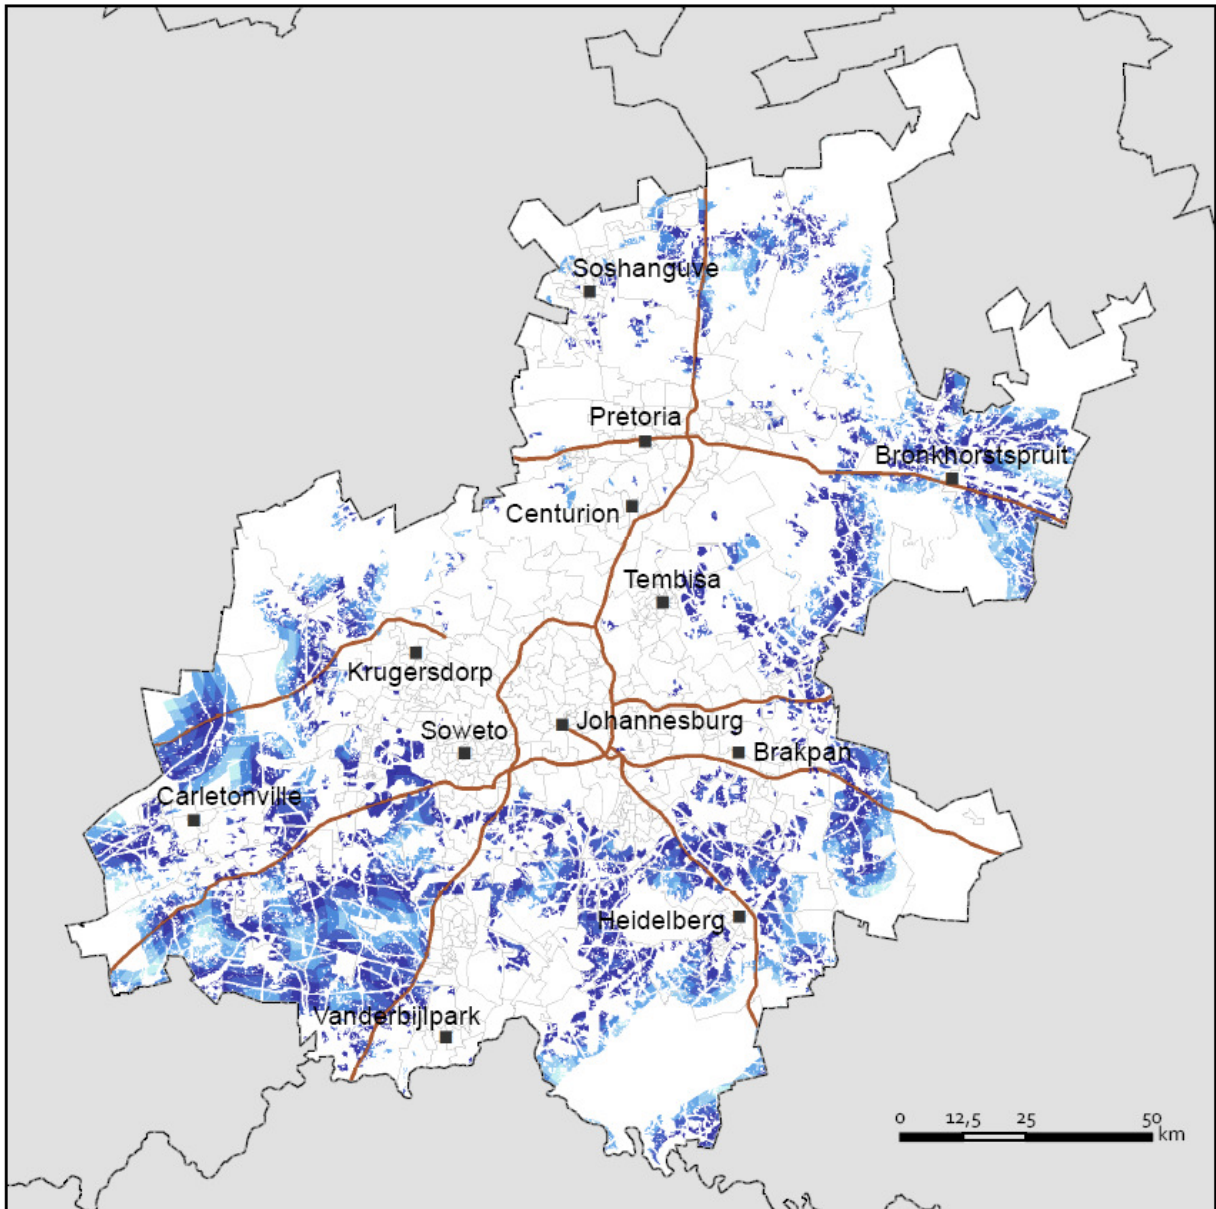 Soshanguve
Pretoria
Bronkhorstspruit
Centurion
Tembisa
Krugersdorp
Soweto
Johannesburg
Brakpan
Carletonville
Heidelberg
Vanderbijlpark
0 12,5 25 50
km